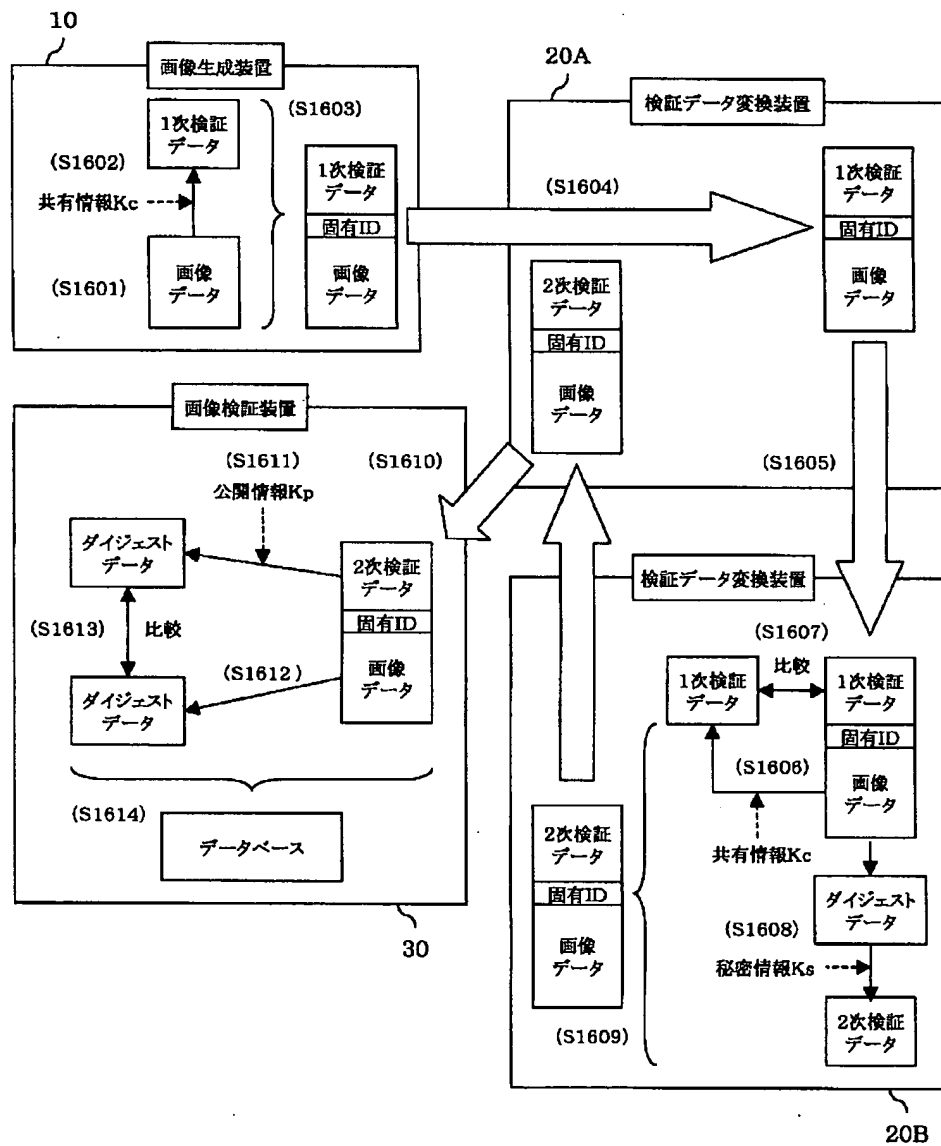 10
画像生成装置
(S1603)
1次検証
データ
(S1602)
共有情報Kc
(S1601)
画像
データ
1次検証
データ
固有ID
画像
データ
20A
検証データ変換装置
(S1604)
1次検証
データ
固有ID
画像
データ
2次検証
データ
固有ID
画像
データ
(S1605)
画像検証装置
(S1611)
公開情報Kp
(S1610)
ダイジェスト
データ
2次検証
データ
固有ID
画像
データ
(S1613)
比較
(S1612)
ダイジェスト
データ
(S1614)
データベース
30
検証データ変換装置
(S1607)
比較
1次検証
データ
1次検証
データ
固有ID
画像
データ
(S1606)
共有情報Kc
ダイジェスト
データ
(S1608)
秘密情報Ks
2次検証
データ
2次検証
データ
固有ID
画像
データ
(S1609)
20B